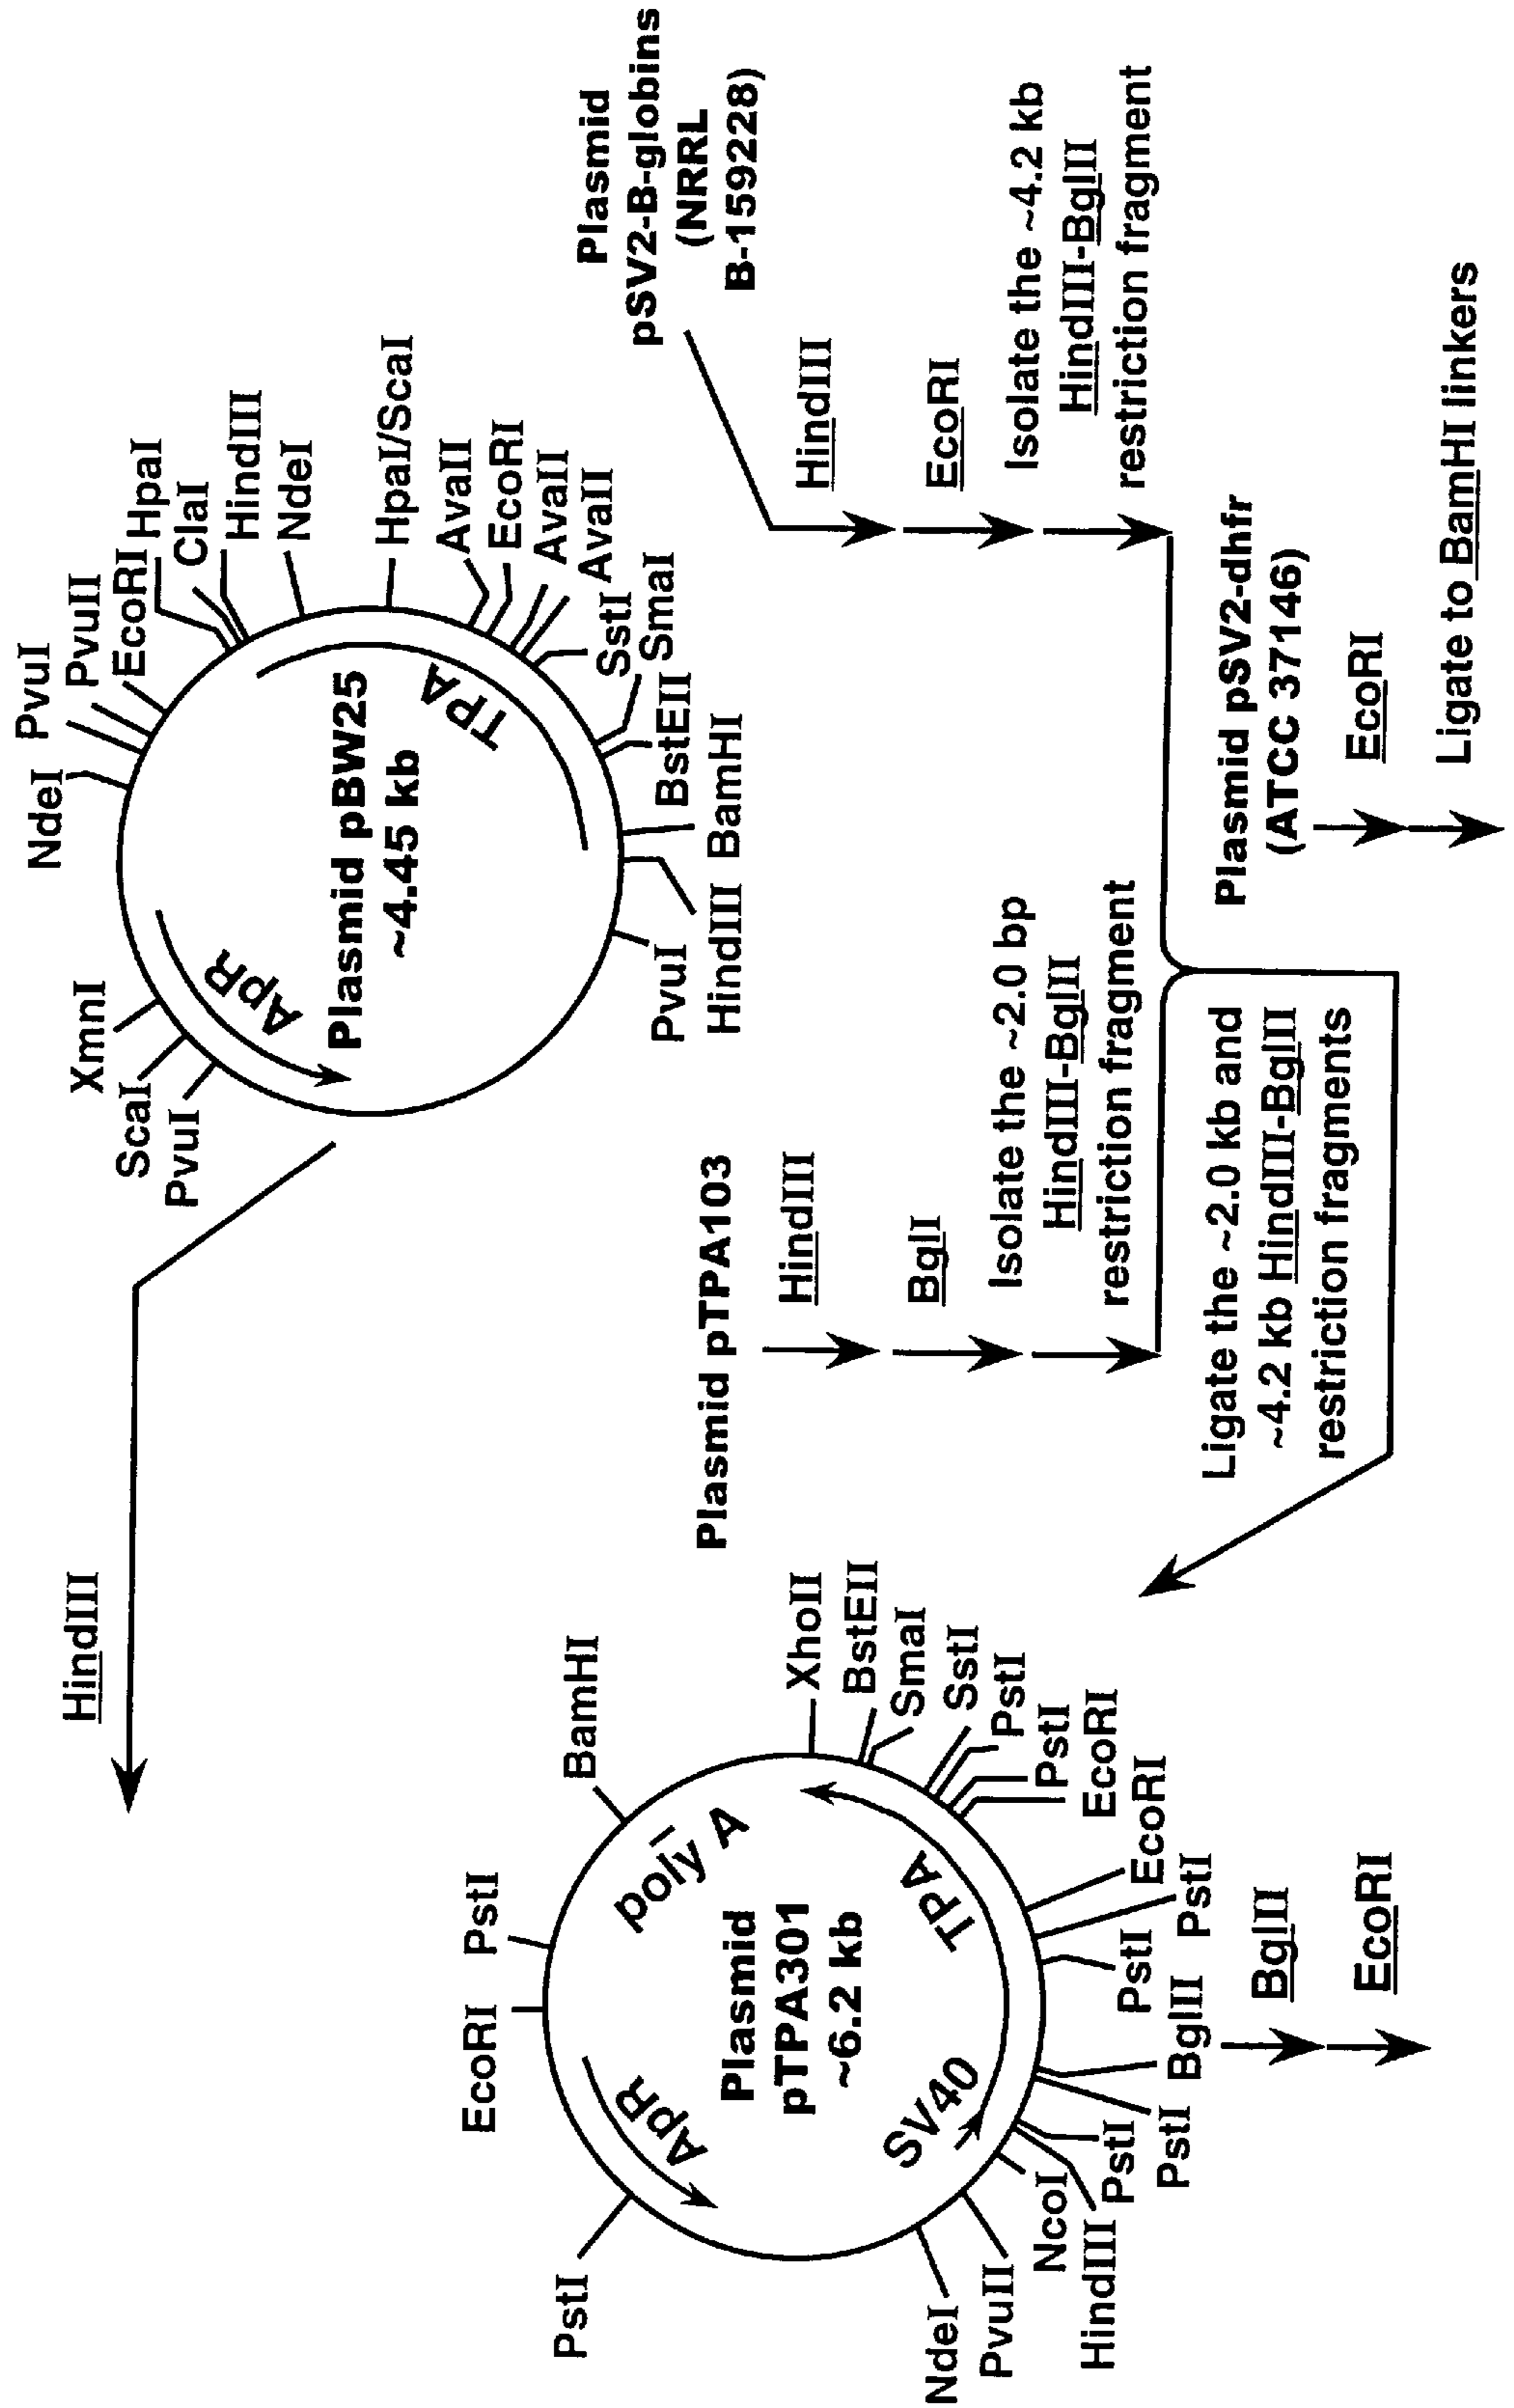 HindIII
NdeI
PvuI
PvuII
EcoRI
HpaI
ClaI
HindIII
NdeI
HpaI/ScaI
AvaII
EcoRI
AvaII
AvaII
SstI
SmaI
BstEII
BamHI
HindIII
PvuI
PvuI
ScaI
XmnI
ApR
TPA
Plasmid pBW25
~4.45 kb
EcoRI
PstI
BamHI
XhoII
BstEII
SmaI
SstI
PstI
PstI
EcoRI
EcoRI
PstI
PstI
BglII
PstI
PstI
HindIII
NcoI
PvuII
NdeI
PstI
ApR
poly A
TPA
SV40
Plasmid
pTPA301
~6.2 kb
BglII
EcoRI
Plasmid pTPA103
HindIII
BglI
Isolate the ~2.0 bp
HindIII-BglII
restriction fragment
Plasmid
pSV2-B-globins
(NRRL
B-159228)
HindIII
EcoRI
Isolate the ~4.2 kb
HindIII-BglII
restriction fragment
Ligate the ~2.0 kb and
~4.2 kb HindIII-BglII
restriction fragments
Plasmid pSV2-dhfr
(ATCC 37146)
EcoRI
Ligate to BamHI linkers